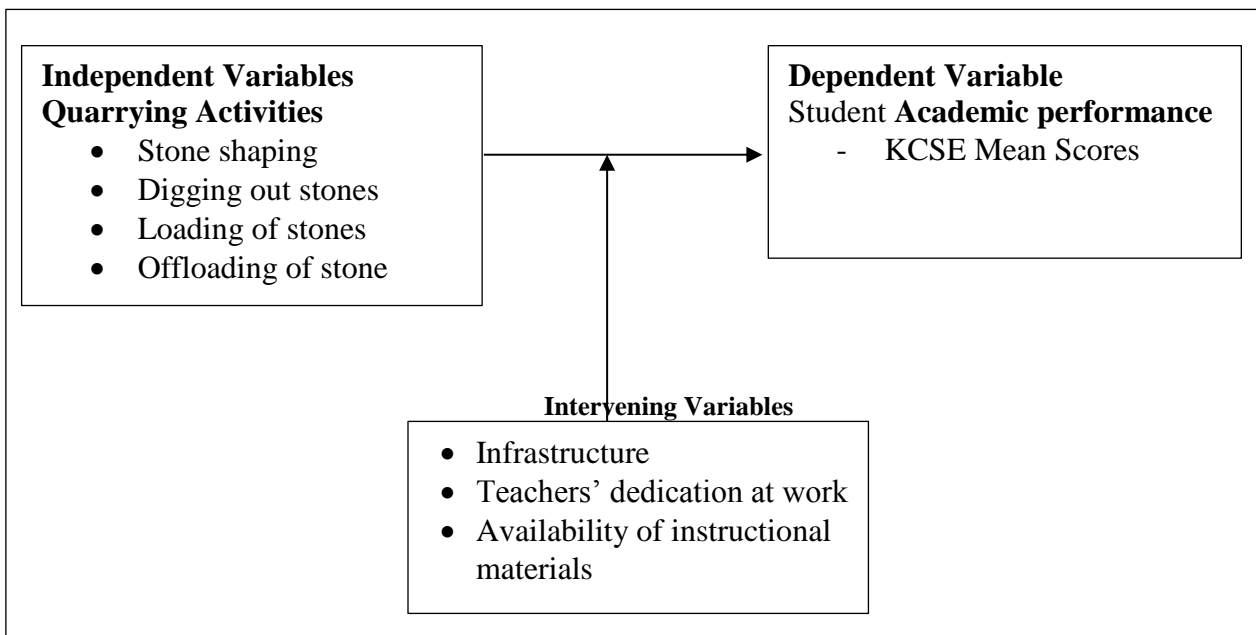 Independent Variables
Quarrying Activities
• Stone shaping
• Digging out stones
• Loading of stones
• Offloading of stone
Dependent Variable
Student Academic performance
- KCSE Mean Scores
Intervening Variables
• Infrastructure
• Teachers’ dedication at work
• Availability of instructional
materials